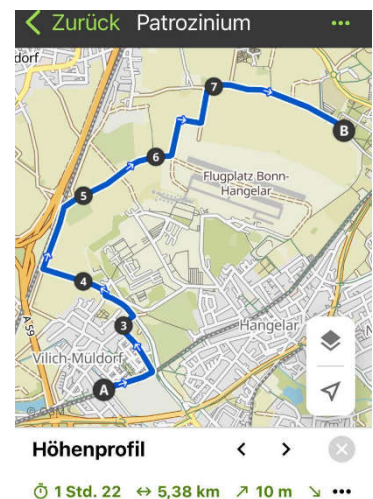 Zurück Patrozinium
dorf
7
B
6
Flugplatz Bonn-
Hangelar
5
4
3
Hangelar
A 59
Vilich-Müldorf
A
Höhenprofil
1 Std. 22 5,38 km 10 m